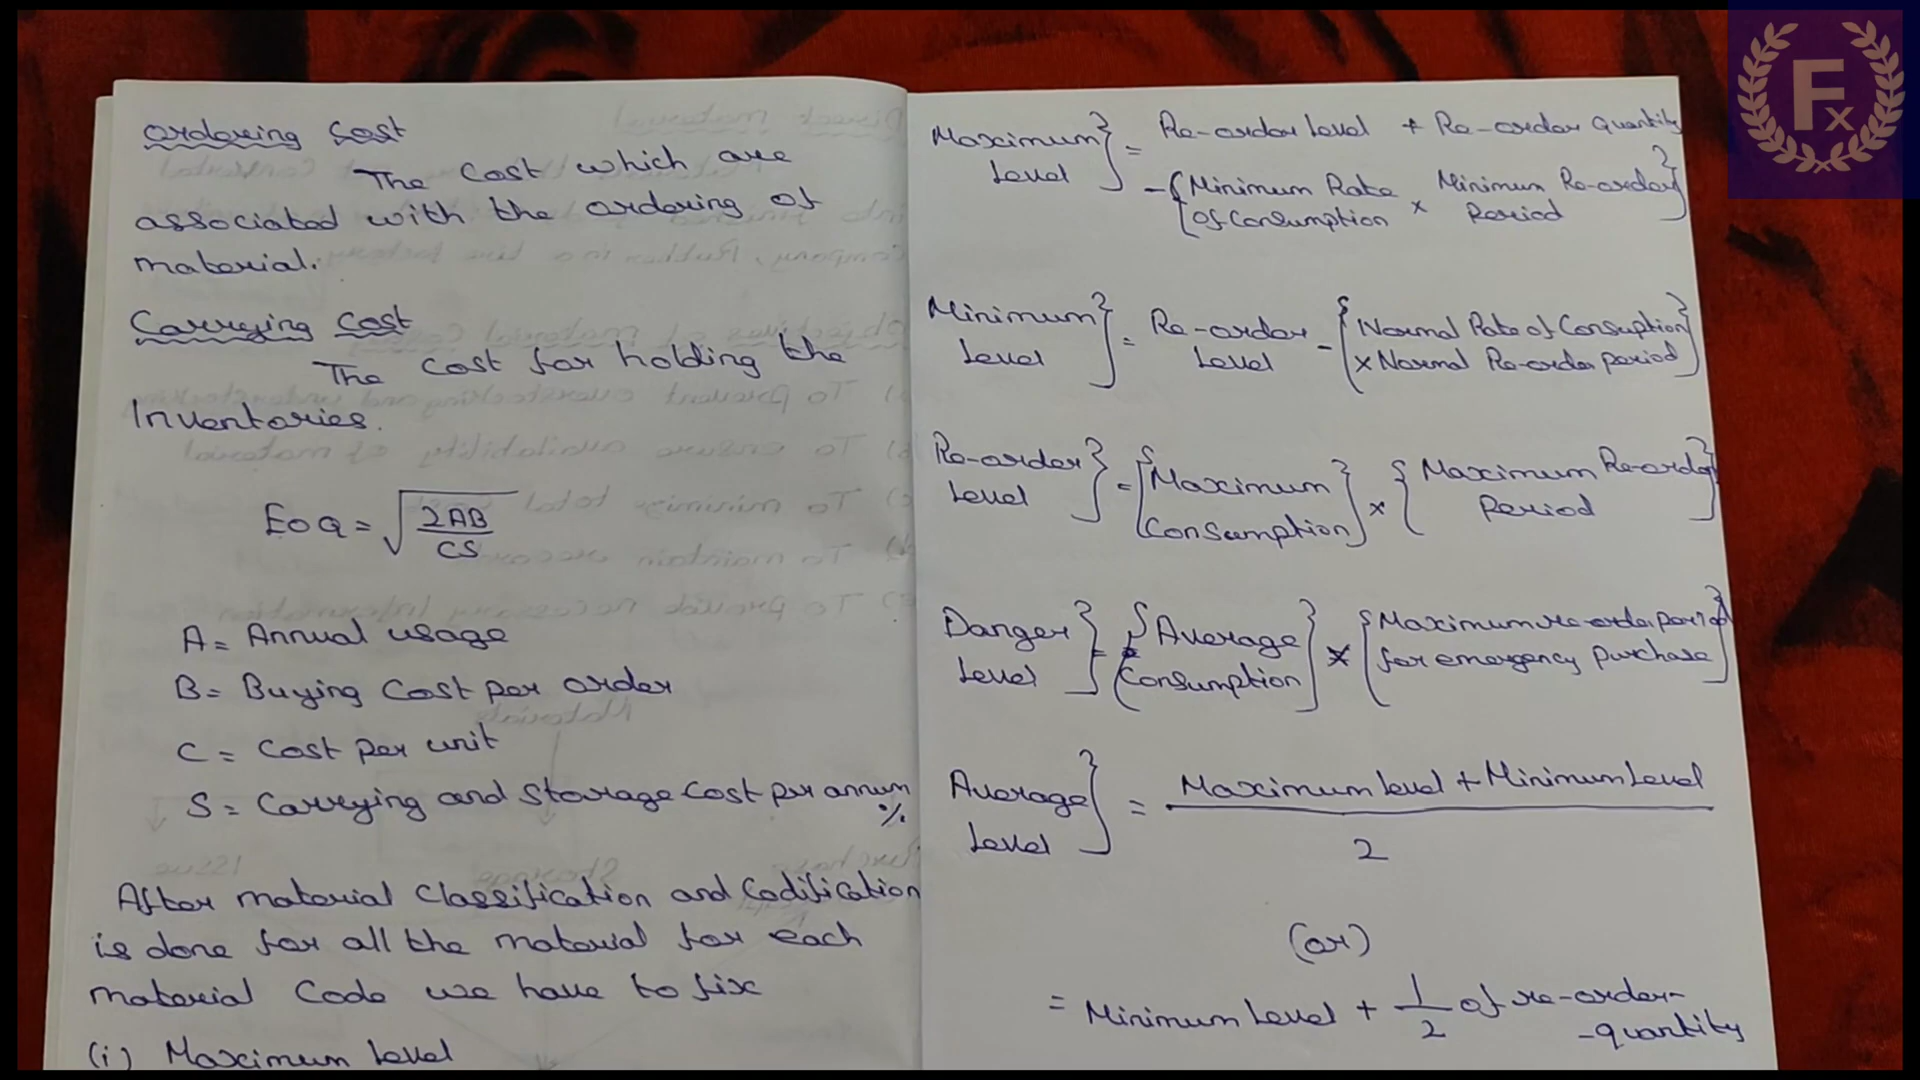 Ordering Cost
The Cost which are
associated with the ordering of
material.
Carrying Cost
The Cost for holding the
Inventories.
EOQ = √2AB/CS
A = Annual usage
B = Buying Cost per order
C = Cost per unit
S = Carrying and Storage Cost per annum
%
After material Classification and Codification
is done for all the material for each
material Code we have to fix
(i) Maximum Level
Maximum Level } = Re-order Level + Re-order Quantity
- { Minimum Rate of Consumption × Minimum Re-order Period }
Minimum Level } = Re-order Level - { Normal Rate of Consuption
× Normal Re-order period }
Re-order Level } = { Maximum Consumption } × { Maximum Re-order Period }
Danger Level } = { Average Consumption } × { Maximum re-order period
for emergency purchase }
Average Level } = Maximum Level + Minimum Level
2
(or)
= Minimum Level + 1/2 of re-order-
-quantity
Fx